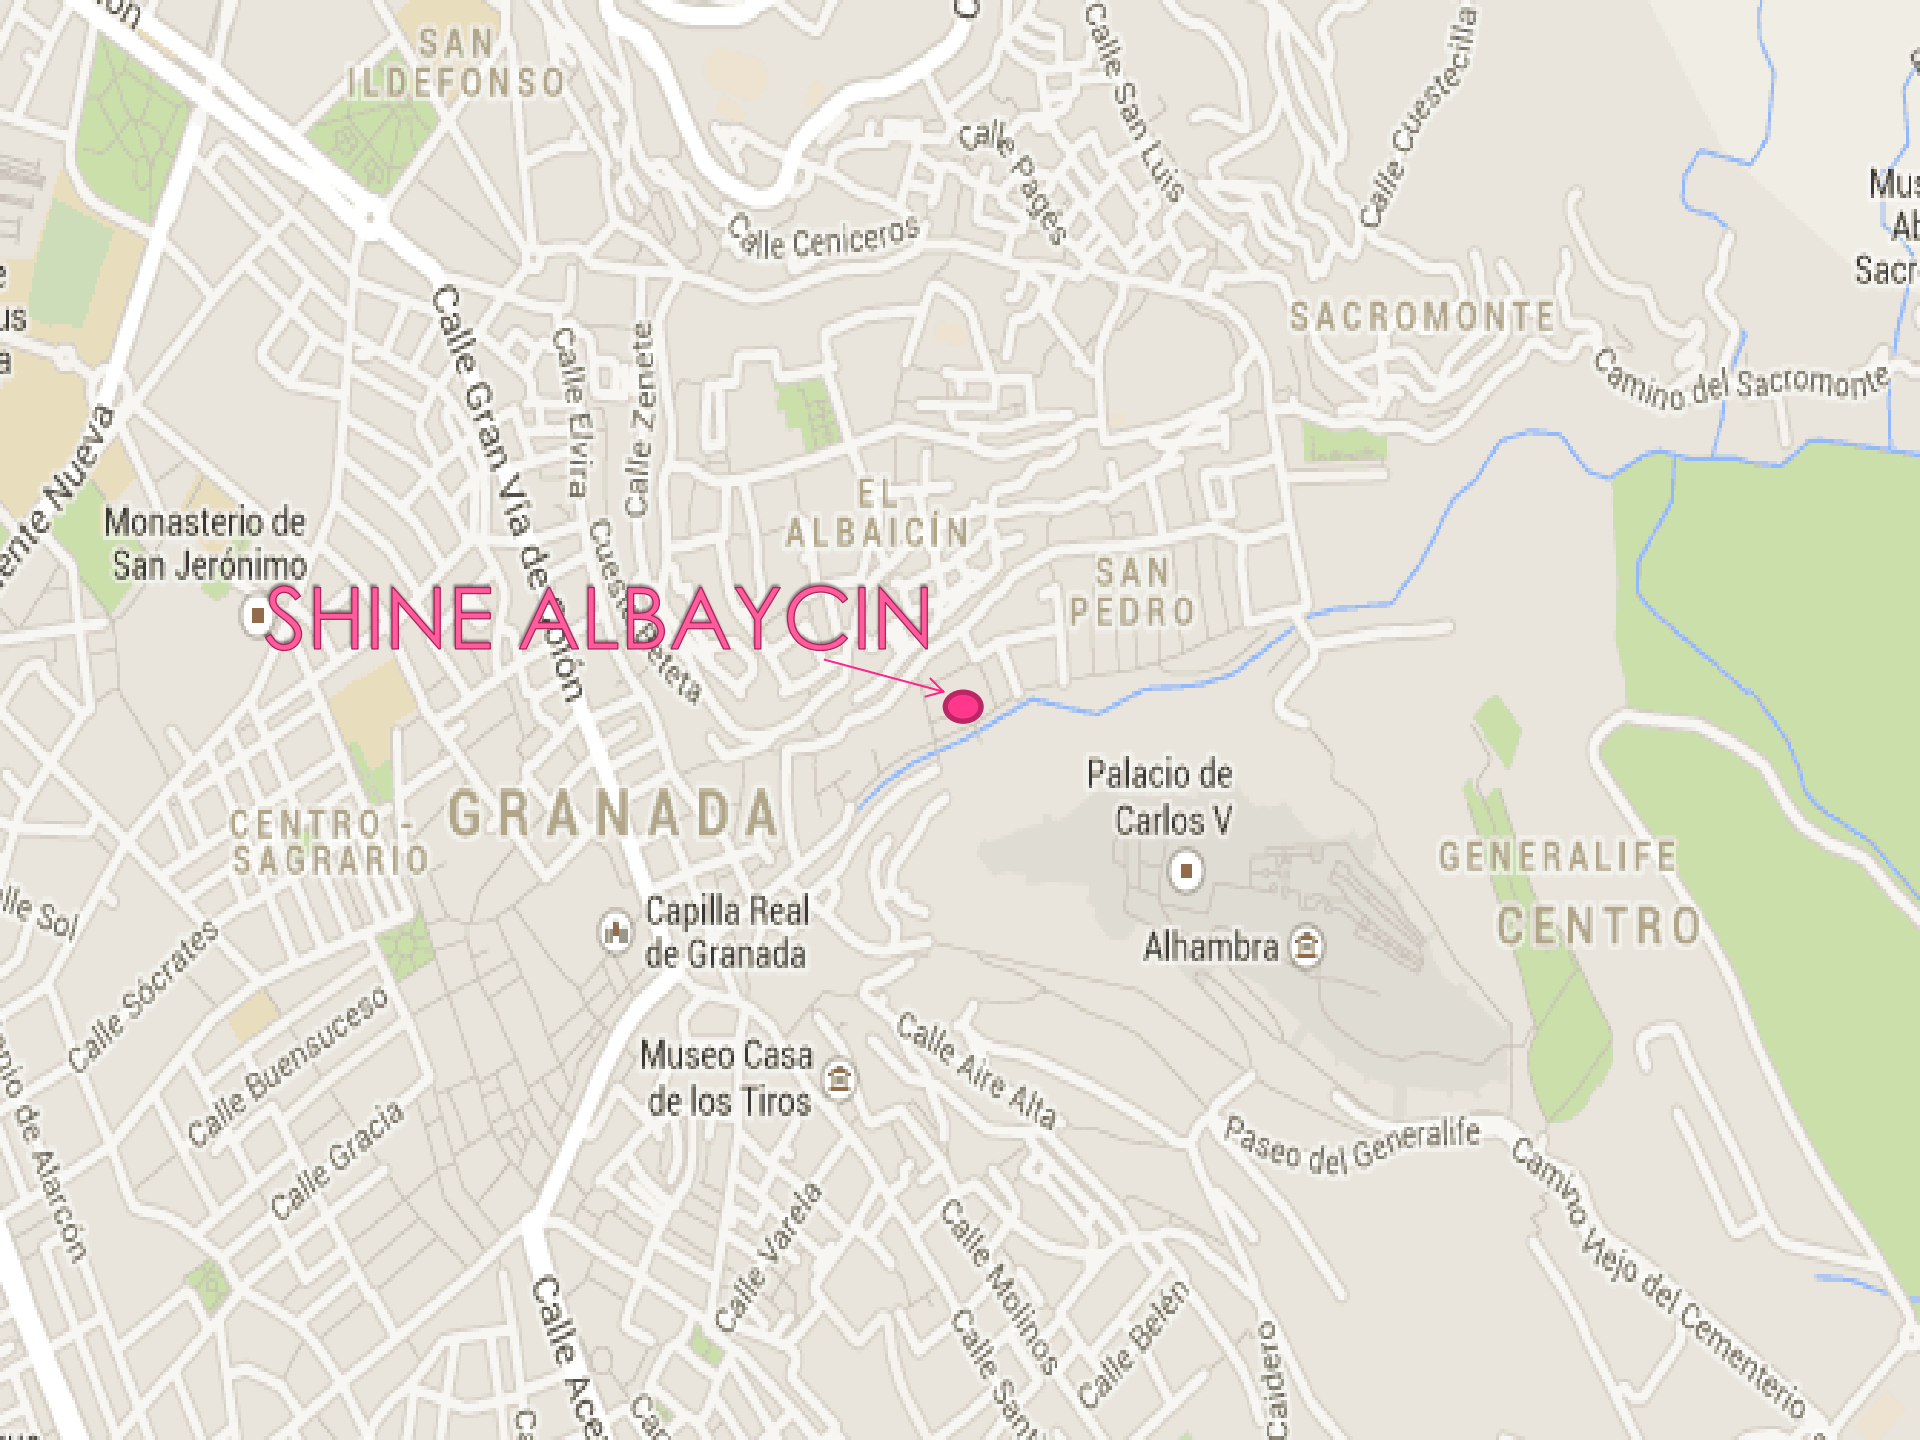 SAN
ILDEFONSO
Calle San Luis
Calle Cuestecilla
Calle Pagés
Calle Ceniceros
SACROMONTE
Camino del Sacromonte
Calle Gran Vía de Colón
Calle Elvira
Calle Zenete
EL
ALBAICÍN
SAN
PEDRO
Monasterio de
San Jerónimo
SHINE ALBAYCIN
Palacio de
Carlos V
GRANADA
CENTRO -
SAGRARIO
GENERALIFE
CENTRO
Capilla Real
de Granada
Alhambra
Calle Sócrates
Calle Buensuceso
Calle Gracia
Museo Casa
de los Tiros
Calle Aire Alta
Paseo del Generalife
Camino Viejo del Cementerio
Calle Varela
Calle Molinos
Calle Belén